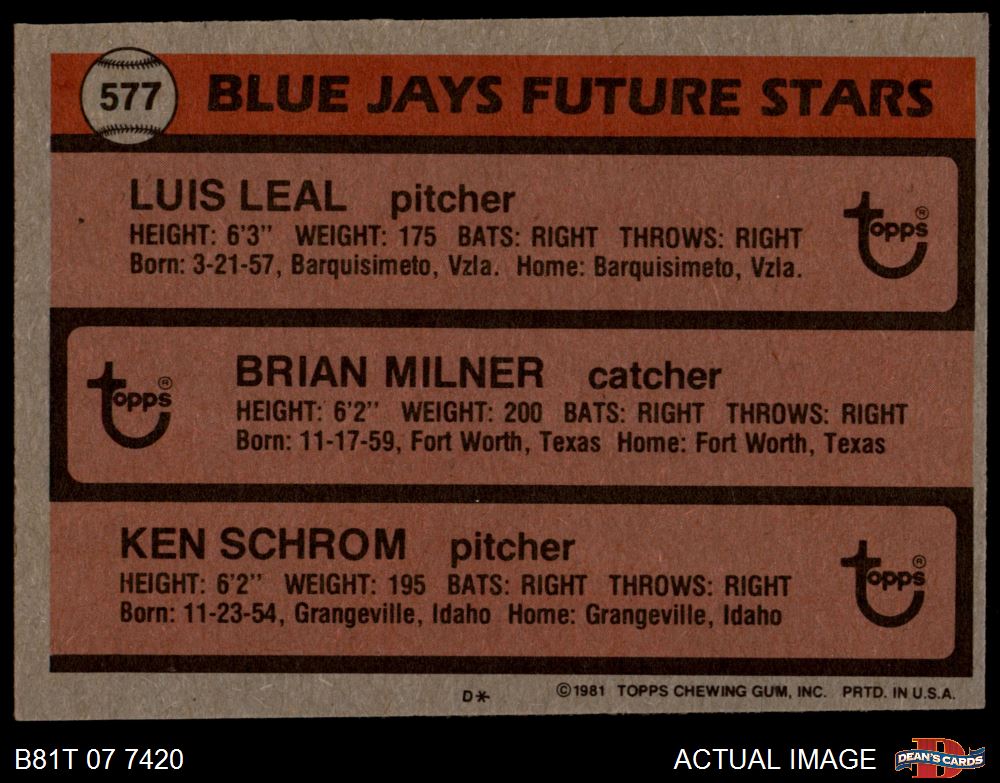 577 BLUE JAYS FUTURE STARS
LUIS LEAL pitcher
HEIGHT: 6'3" WEIGHT: 175 BATS: RIGHT THROWS: RIGHT
Born: 3-21-57, Barquisimeto, Vzla. Home: Barquisimeto, Vzla.
topps®
BRIAN MILNER catcher
HEIGHT: 6'2" WEIGHT: 200 BATS: RIGHT THROWS: RIGHT
Born: 11-17-59, Fort Worth, Texas Home: Fort Worth, Texas
topps®
KEN SCHROM pitcher
HEIGHT: 6'2" WEIGHT: 195 BATS: RIGHT THROWS: RIGHT
Born: 11-23-54, Grangeville, Idaho Home: Grangeville, Idaho
topps®
D* ©1981 TOPPS CHEWING GUM, INC. PRTD. IN U.S.A.
B81T 07 7420 ACTUAL IMAGE D DEAN'S CARDS